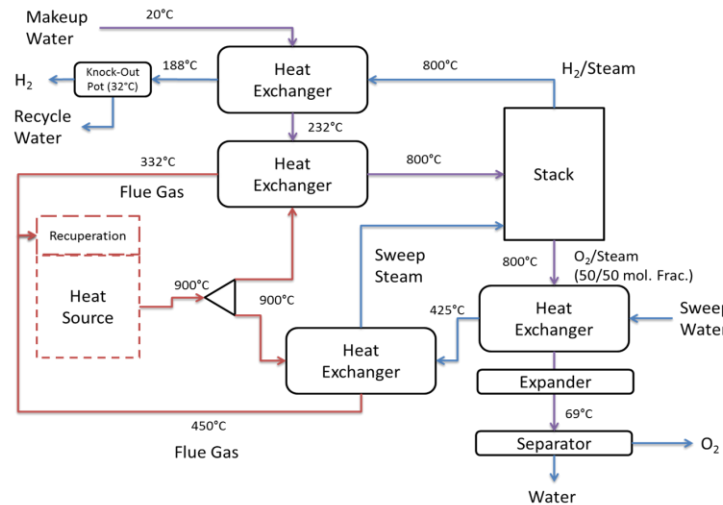 Makeup
Water
20°C
H₂
Knock-Out
Pot (32°C)
188°C
Heat
Exchanger
800°C
H₂/Steam
Recycle
Water
232°C
332°C
Flue Gas
Heat
Exchanger
800°C
Stack
Recuperation
Heat
Source
900°C
900°C
Sweep
Steam
800°C
O₂/Steam
(50/50 mol. Frac.)
425°C
Heat
Exchanger
Sweep
Water
Heat
Exchanger
Expander
69°C
450°C
Flue Gas
Separator
O₂
Water